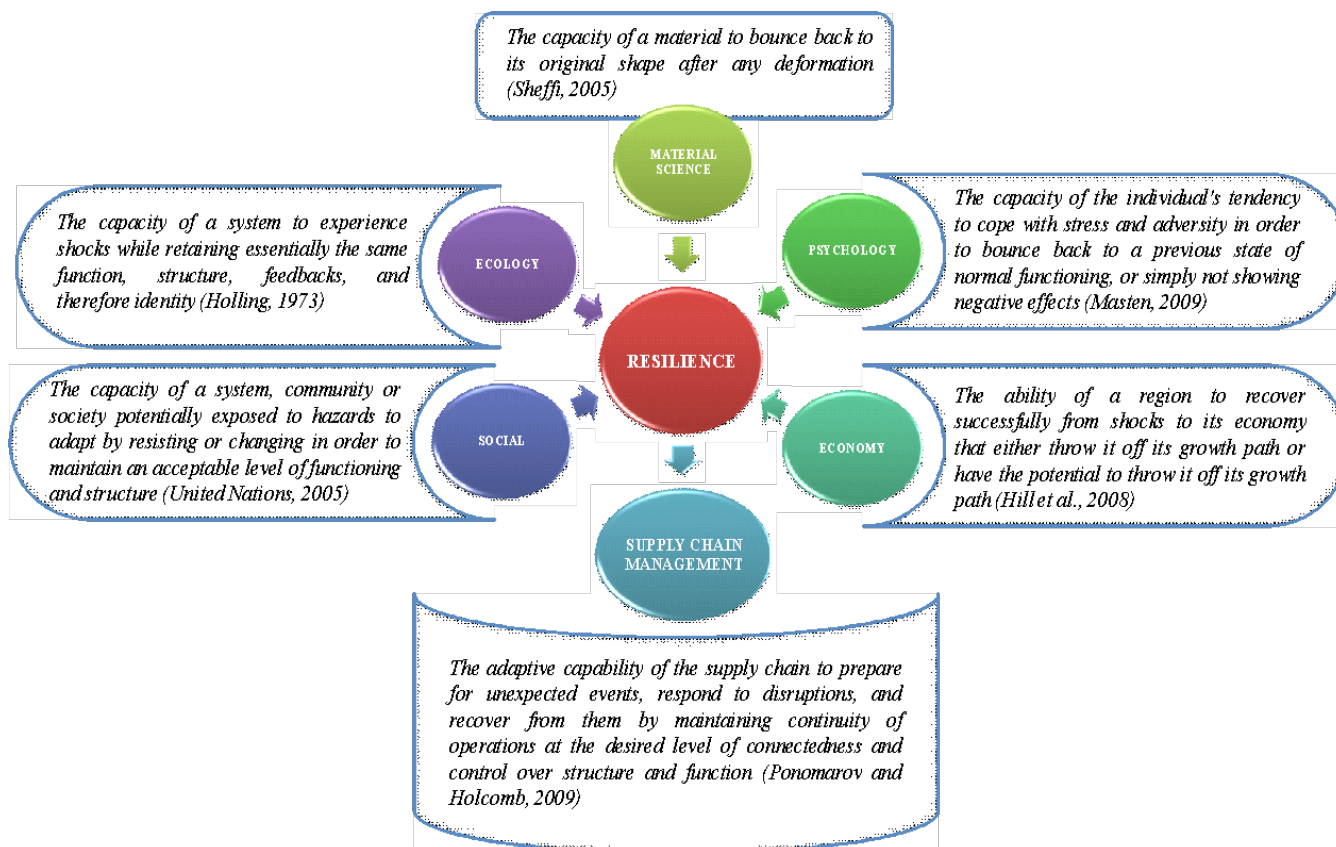 The capacity of a material to bounce back to
its original shape after any deformation
(Sheffi, 2005)
MATERIAL
SCIENCE
The capacity of a system to experience
shocks while retaining essentially the same
function, structure, feedbacks, and
therefore identity (Holling, 1973)
ECOLOGY
PSYCHOLOGY
The capacity of the individual's tendency
to cope with stress and adversity in order
to bounce back to a previous state of
normal functioning, or simply not showing
negative effects (Masten, 2009)
RESILIENCE
The capacity of a system, community or
society potentially exposed to hazards to
adapt by resisting or changing in order to
maintain an acceptable level of functioning
and structure (United Nations, 2005)
SOCIAL
ECONOMY
The ability of a region to recover
successfully from shocks to its economy
that either throw it off its growth path or
have the potential to throw it off its growth
path (Hill et al., 2008)
SUPPLY CHAIN
MANAGEMENT
The adaptive capability of the supply chain to prepare
for unexpected events, respond to disruptions, and
recover from them by maintaining continuity of
operations at the desired level of connectedness and
control over structure and function (Ponomarov and
Holcomb, 2009)